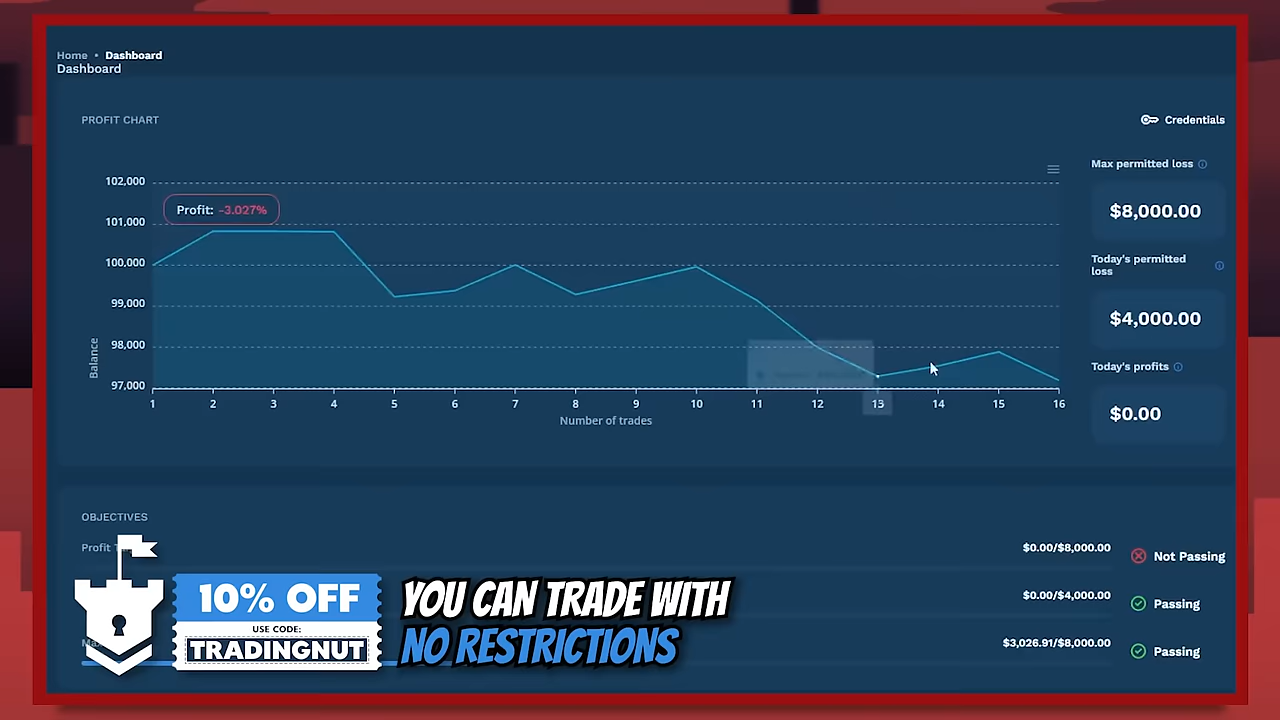 Home • Dashboard
Dashboard
PROFIT CHART
Credentials
Max permitted loss
$8,000.00
Today's permitted
loss
$4,000.00
Today's profits
$0.00
102,000
101,000
100,000
99,000
98,000
97,000
Profit: -3.027%
Balance
1 2 3 4 5 6 7 8 9 10 11 12 13 14 15 16
Number of trades
OBJECTIVES
Profit
$0.00/$8,000.00
Not Passing
$0.00/$4,000.00
Passing
$3,026.91/$8,000.00
Passing
10% OFF
USE CODE:
TRADINGNUT
YOU CAN TRADE WITH
NO RESTRICTIONS